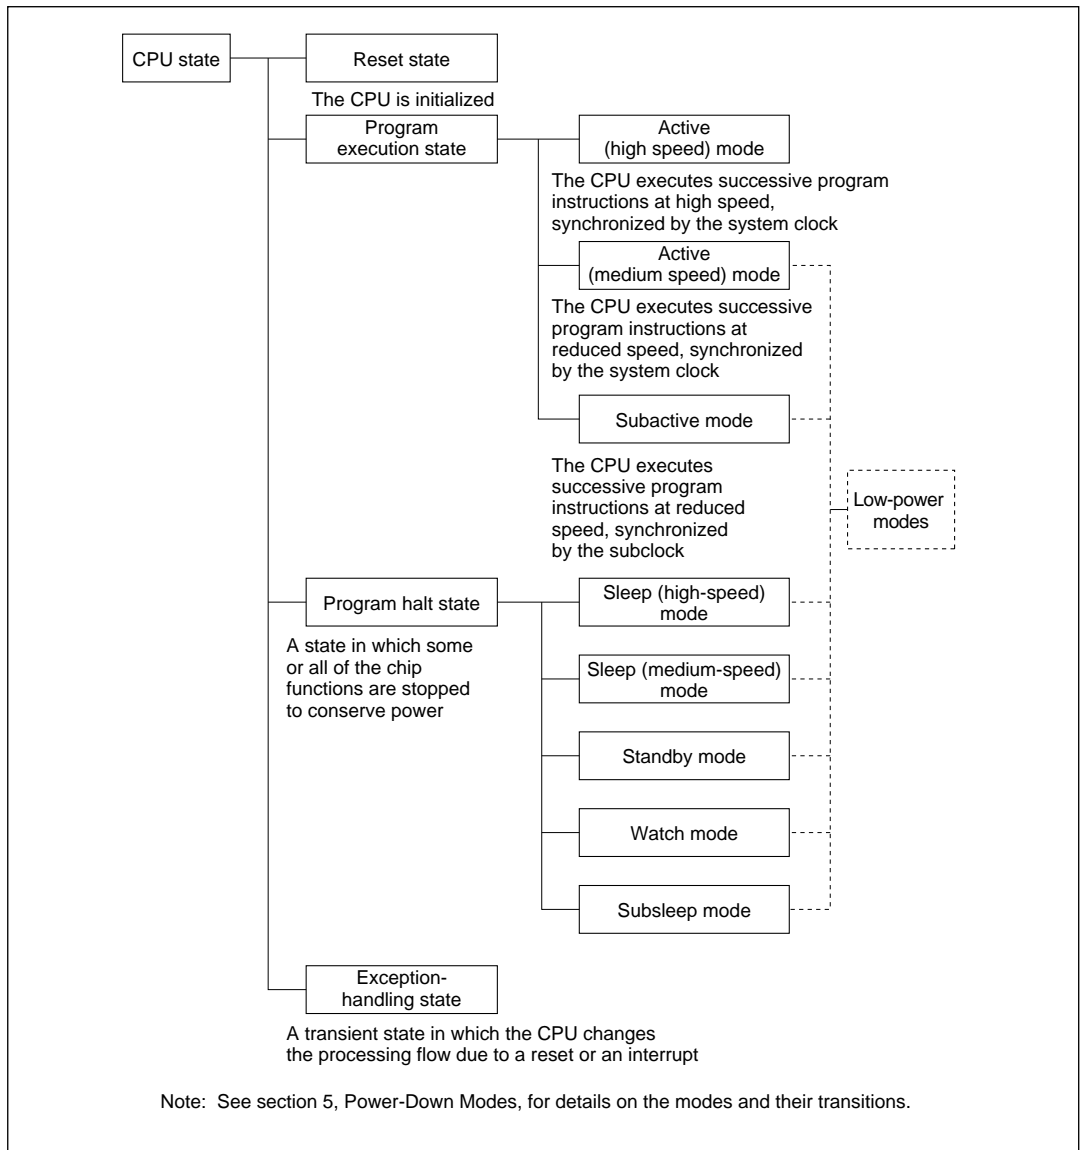 CPU state
Reset state
The CPU is initialized
Program
execution state
Active
(high speed) mode
The CPU executes successive program
instructions at high speed,
synchronized by the system clock
Active
(medium speed) mode
The CPU executes successive
program instructions at
reduced speed, synchronized
by the system clock
Subactive mode
The CPU executes
successive program
instructions at reduced
speed, synchronized
by the subclock
Low-power
modes
Program halt state
A state in which some
or all of the chip
functions are stopped
to conserve power
Sleep (high-speed)
mode
Sleep (medium-speed)
mode
Standby mode
Watch mode
Subsleep mode
Exception-
handling state
A transient state in which the CPU changes
the processing flow due to a reset or an interrupt
Note: See section 5, Power-Down Modes, for details on the modes and their transitions.